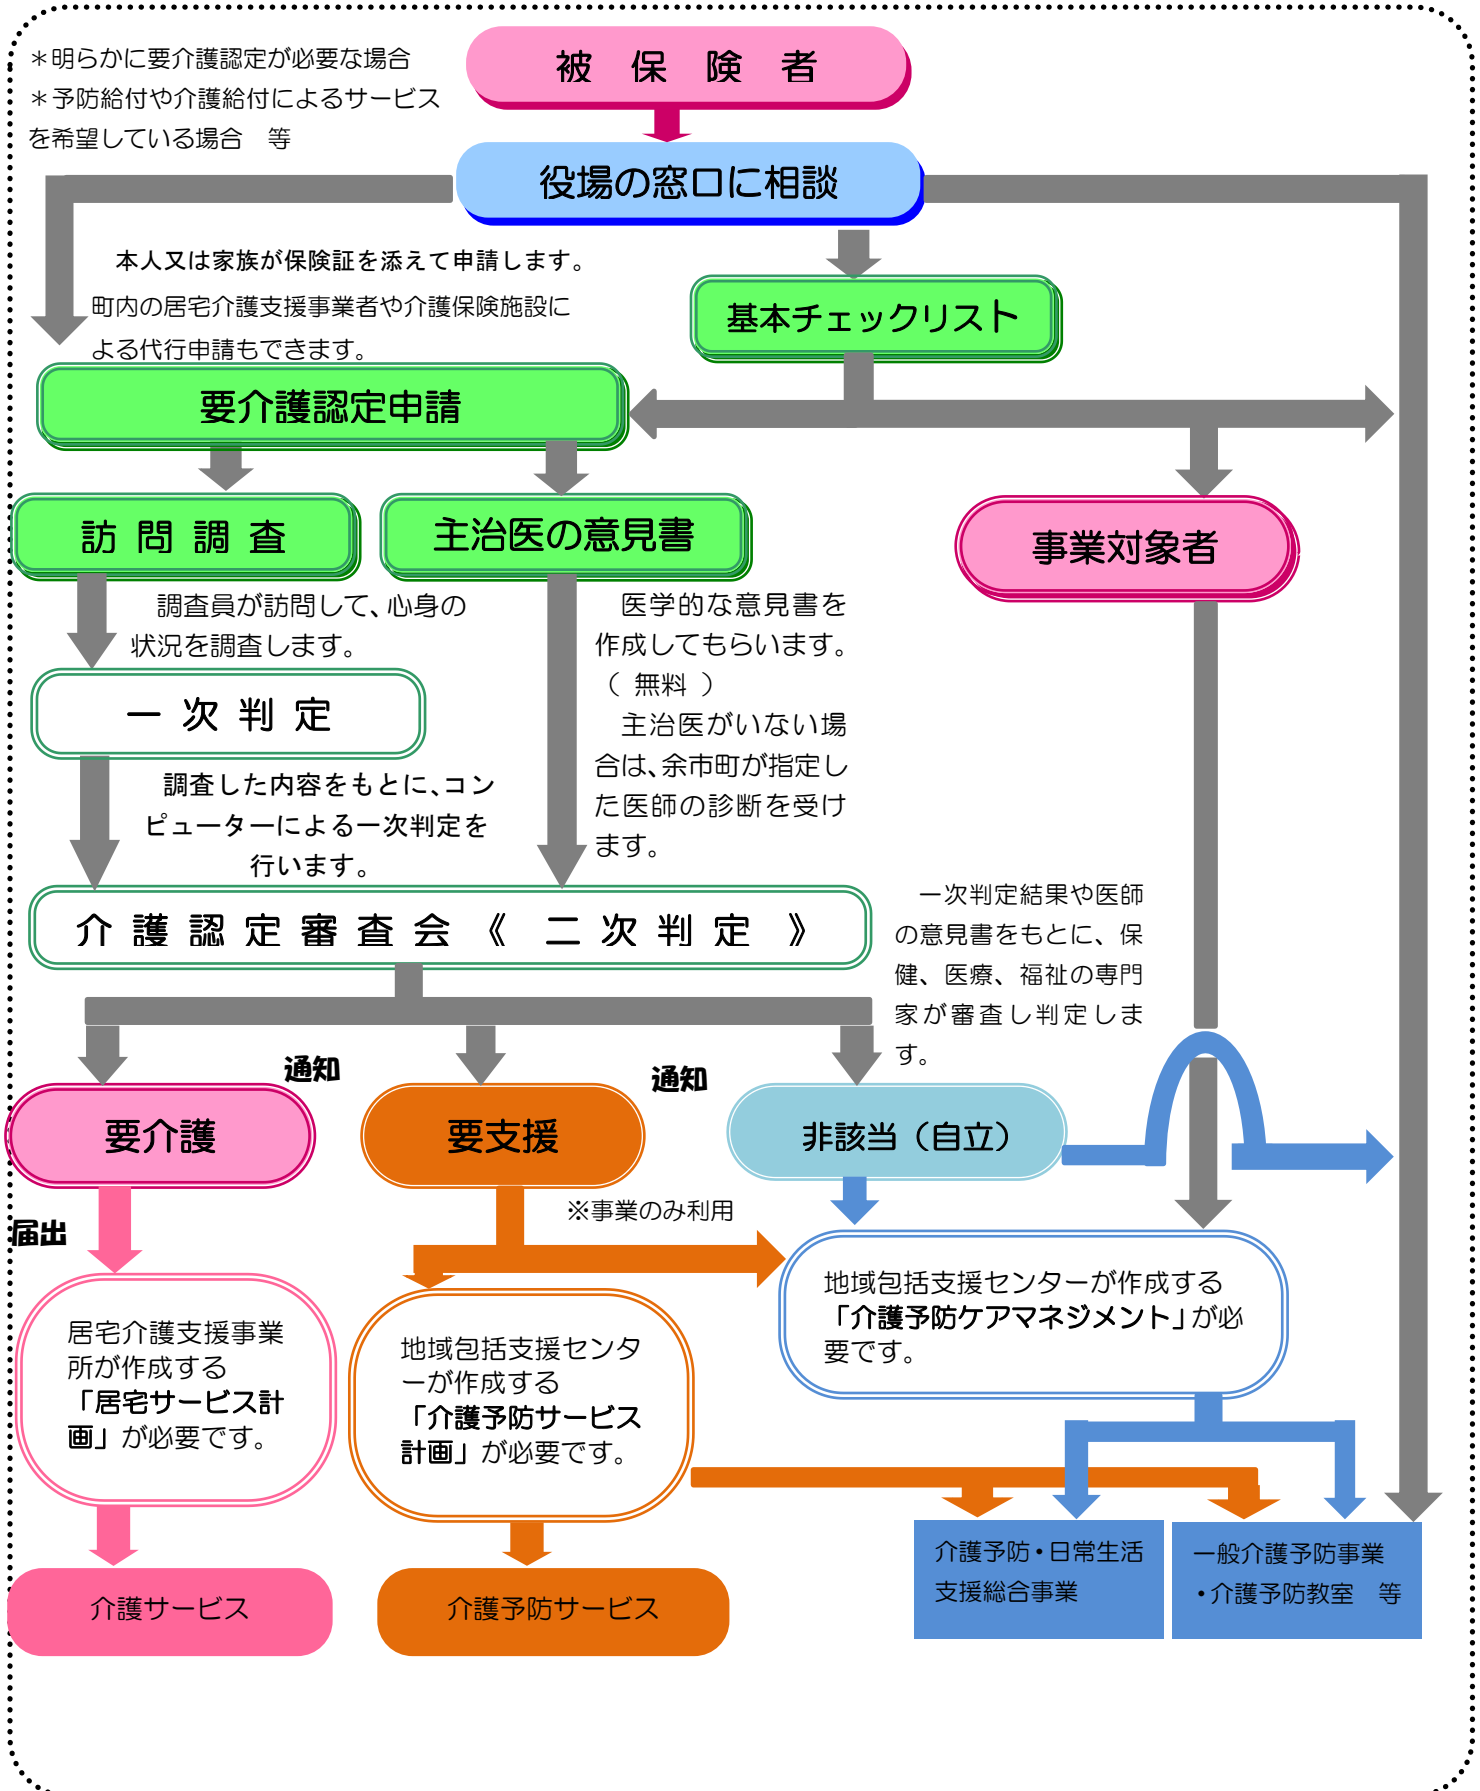 ＊明らかに要介護認定が必要な場合
＊予防給付や介護給付によるサービス
を希望している場合　等
被　保　険　者
役場の窓口に相談
本人又は家族が保険証を添えて申請します。
町内の居宅介護支援事業者や介護保険施設に
よる代行申請もできます。
基本チェックリスト
要介護認定申請
訪 問 調 査
主治医の意見書
事業対象者
調査員が訪問して、心身の
状況を調査します。
医学的な意見書を
作成してもらいます。
（ 無料 ）
主治医がいない場
合は、余市町が指定し
た医師の診断を受け
ます。
一 次 判 定
調査した内容をもとに、コン
ピューターによる一次判定を
行います。
介 護 認 定 審 査 会 《 二 次 判 定 》
一次判定結果や医師
の意見書をもとに、保
健、医療、福祉の専門
家が審査し判定しま
す。
通知
通知
要介護
要支援
非該当（自立）
届出
※事業のみ利用
居宅介護支援事業
所が作成する
「居宅サービス計
画」が必要です。
地域包括支援センタ
ーが作成する
「介護予防サービス
計画」が必要です。
地域包括支援センターが作成する
「介護予防ケアマネジメント」が必
要です。
介護サービス
介護予防サービス
介護予防・日常生活
支援総合事業
一般介護予防事業
・介護予防教室　等